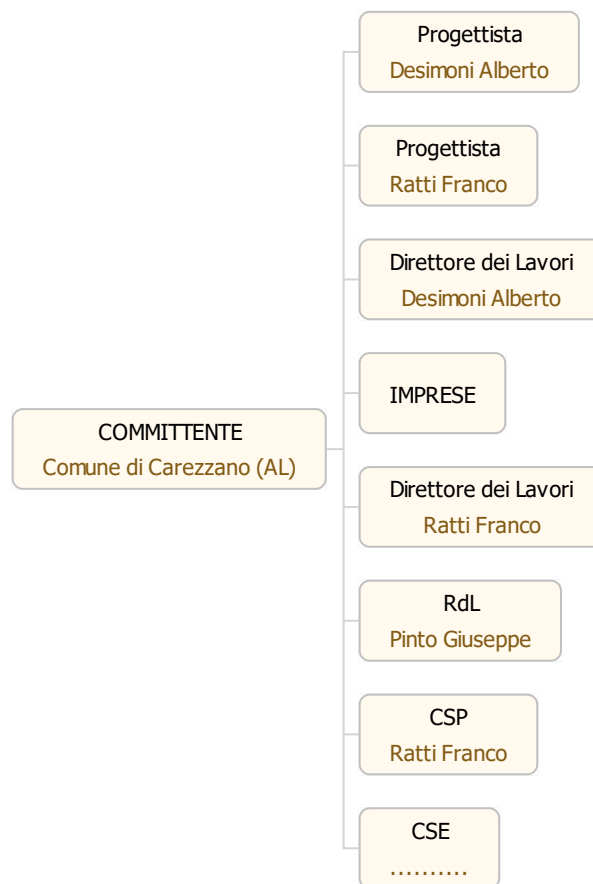 Progettista
Desimoni Alberto
Progettista
Ratti Franco
Direttore dei Lavori
Desimoni Alberto
IMPRESE
COMMITTENTE
Comune di Carezzano (AL)
Direttore dei Lavori
Ratti Franco
RdL
Pinto Giuseppe
CSP
Ratti Franco
CSE
..........